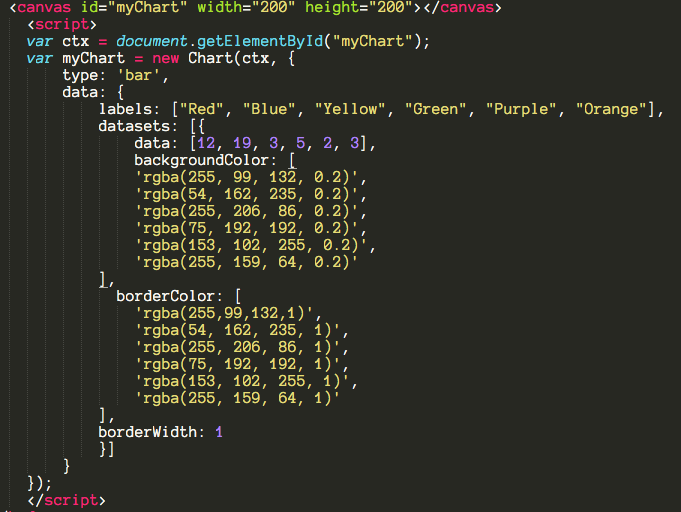 <canvas id="myChart" width="200" height="200"></canvas>
<script>
var ctx = document.getElementById("myChart");
var myChart = new Chart(ctx, {
type: 'bar',
data: {
labels: ["Red", "Blue", "Yellow", "Green", "Purple", "Orange"],
datasets: [{
data: [12, 19, 3, 5, 2, 3],
backgroundColor: [
'rgba(255, 99, 132, 0.2)',
'rgba(54, 162, 235, 0.2)',
'rgba(255, 206, 86, 0.2)',
'rgba(75, 192, 192, 0.2)',
'rgba(153, 102, 255, 0.2)',
'rgba(255, 159, 64, 0.2)'
],
borderColor: [
'rgba(255,99,132,1)',
'rgba(54, 162, 235, 1)',
'rgba(255, 206, 86, 1)',
'rgba(75, 192, 192, 1)',
'rgba(153, 102, 255, 1)',
'rgba(255, 159, 64, 1)'
],
borderWidth: 1
}]
}
});
</script>